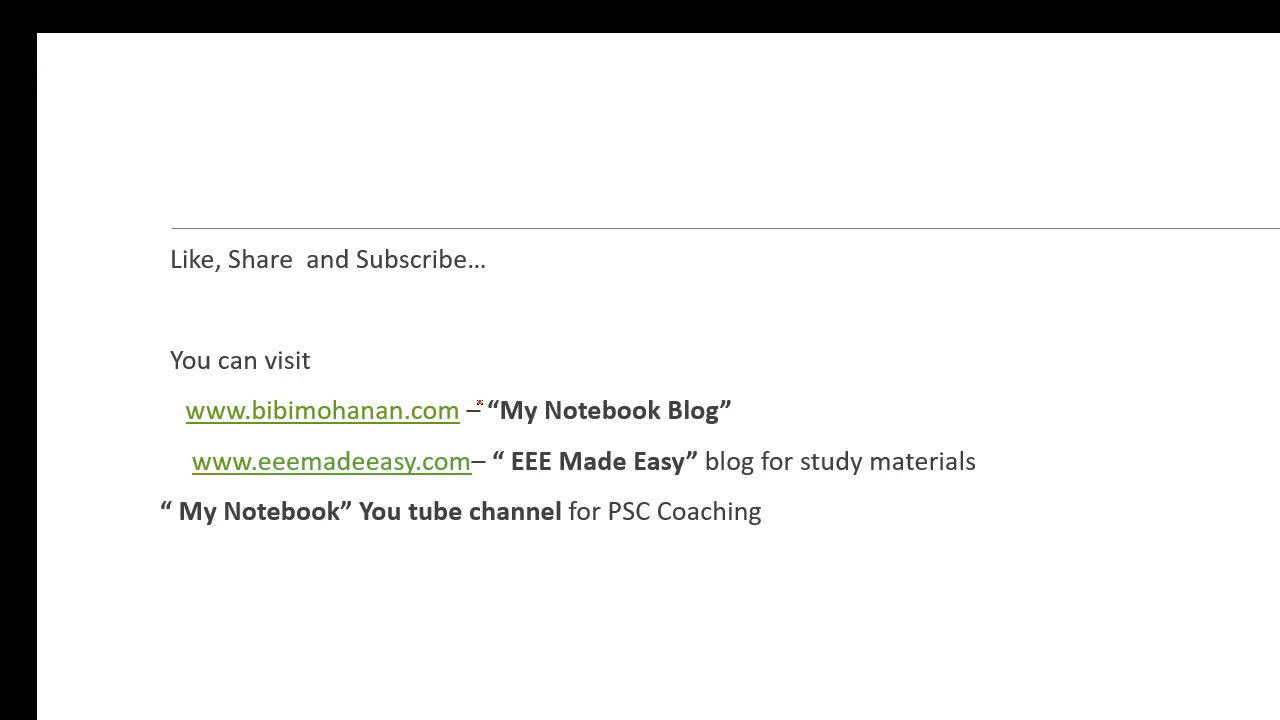 Like, Share  and Subscribe…
You can visit
www.bibimohanan.com – “My Notebook Blog”
www.eeemadeeasy.com– “ EEE Made Easy” blog for study materials
“ My Notebook” You tube channel for PSC Coaching